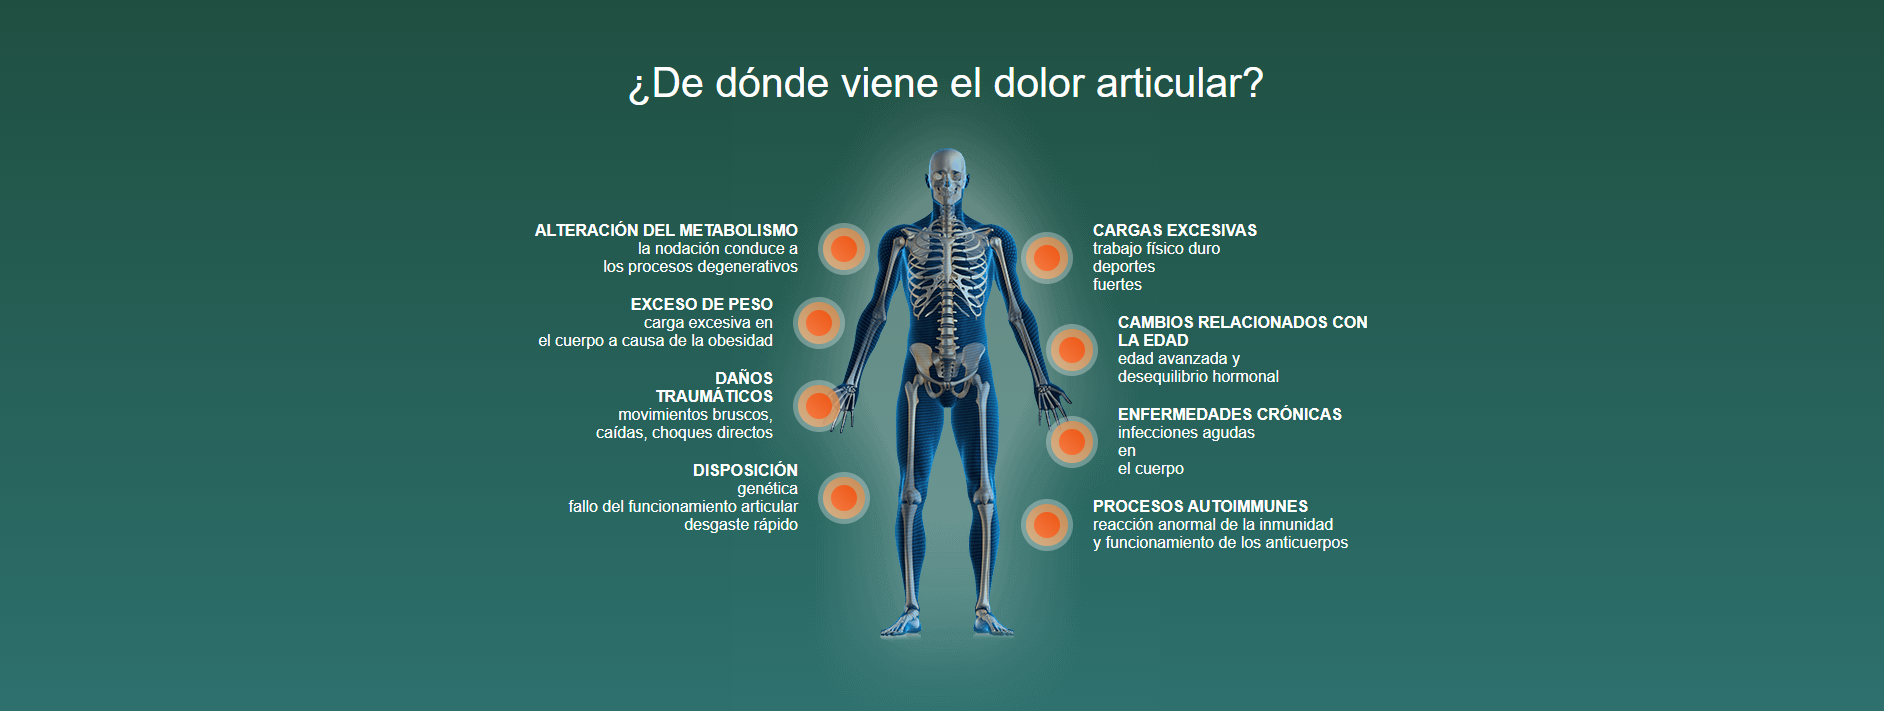 ¿De dónde viene el dolor articular?
ALTERACIÓN DEL METABOLISMO
la nodación conduce a
los procesos degenerativos
EXCESO DE PESO
carga excesiva en
el cuerpo a causa de la obesidad
DAÑOS
TRAUMÁTICOS
movimientos bruscos,
caídas, choques directos
DISPOSICIÓN
genética
fallo del funcionamiento articular
desgaste rápido
CARGAS EXCESIVAS
trabajo físico duro
deportes
fuertes
CAMBIOS RELACIONADOS CON
LA EDAD
edad avanzada y
desequilibrio hormonal
ENFERMEDADES CRÓNICAS
infecciones agudas
en
el cuerpo
PROCESOS AUTOIMMUNES
reacción anormal de la inmunidad
y funcionamiento de los anticuerpos